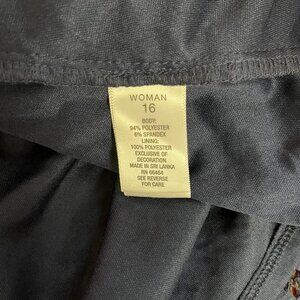 WOMAN
16
BODY:
94% POLYESTER
6% SPANDEX
LINING:
100% POLYESTER
EXCLUSIVE OF
DECORATION
MADE IN SRI LANKA
RN 66464
SEE REVERSE
FOR CARE